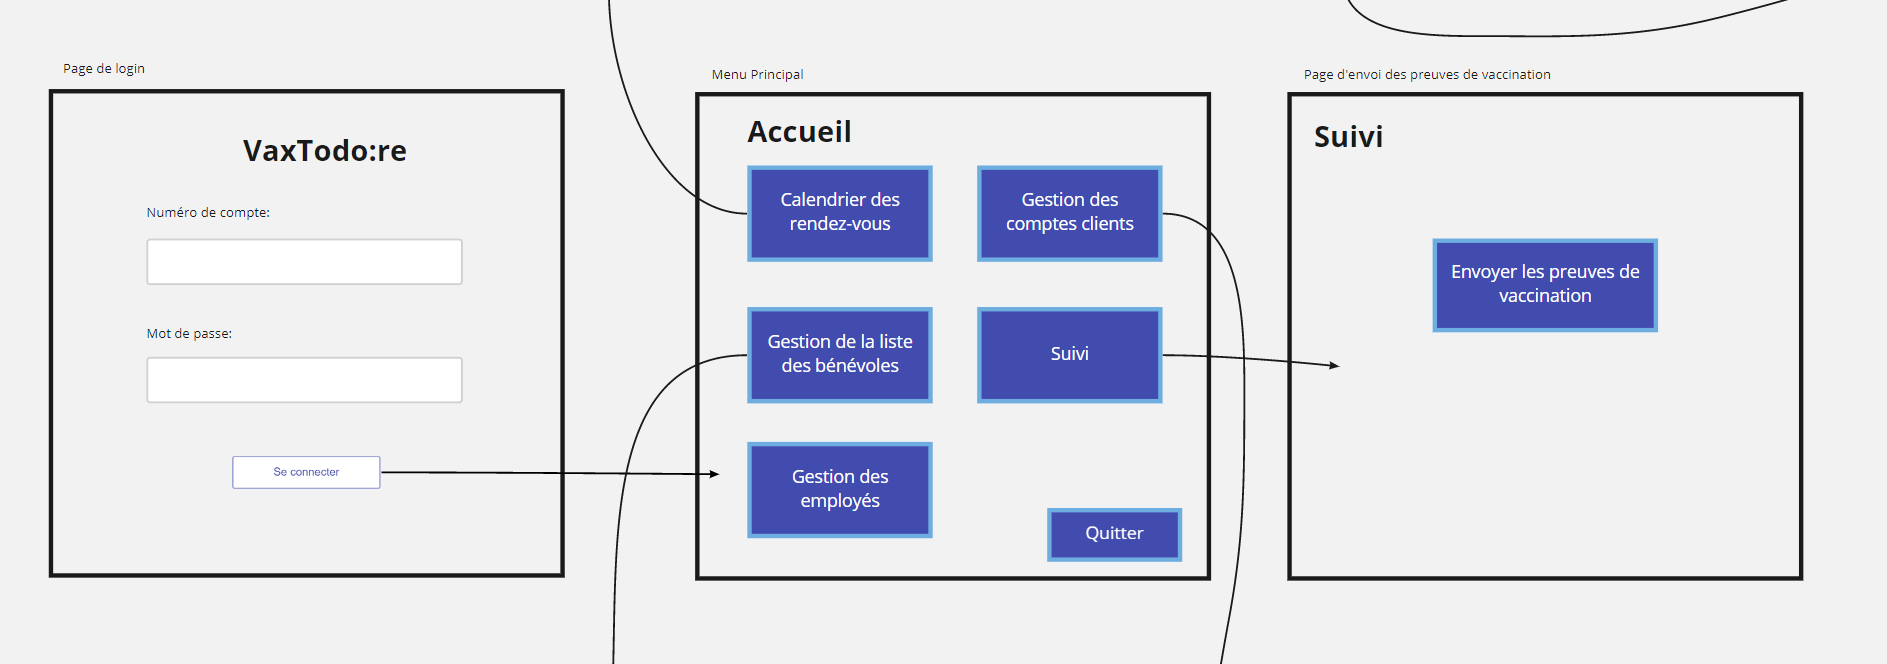 Page de login
VaxTodo:re
Numéro de compte:
Mot de passe:
Se connecter
Menu Principal
Accueil
Calendrier des
rendez-vous
Gestion des
comptes clients
Gestion de la liste
des bénévoles
Suivi
Gestion des
employés
Quitter
Page d'envoi des preuves de vaccination
Suivi
Envoyer les preuves de
vaccination